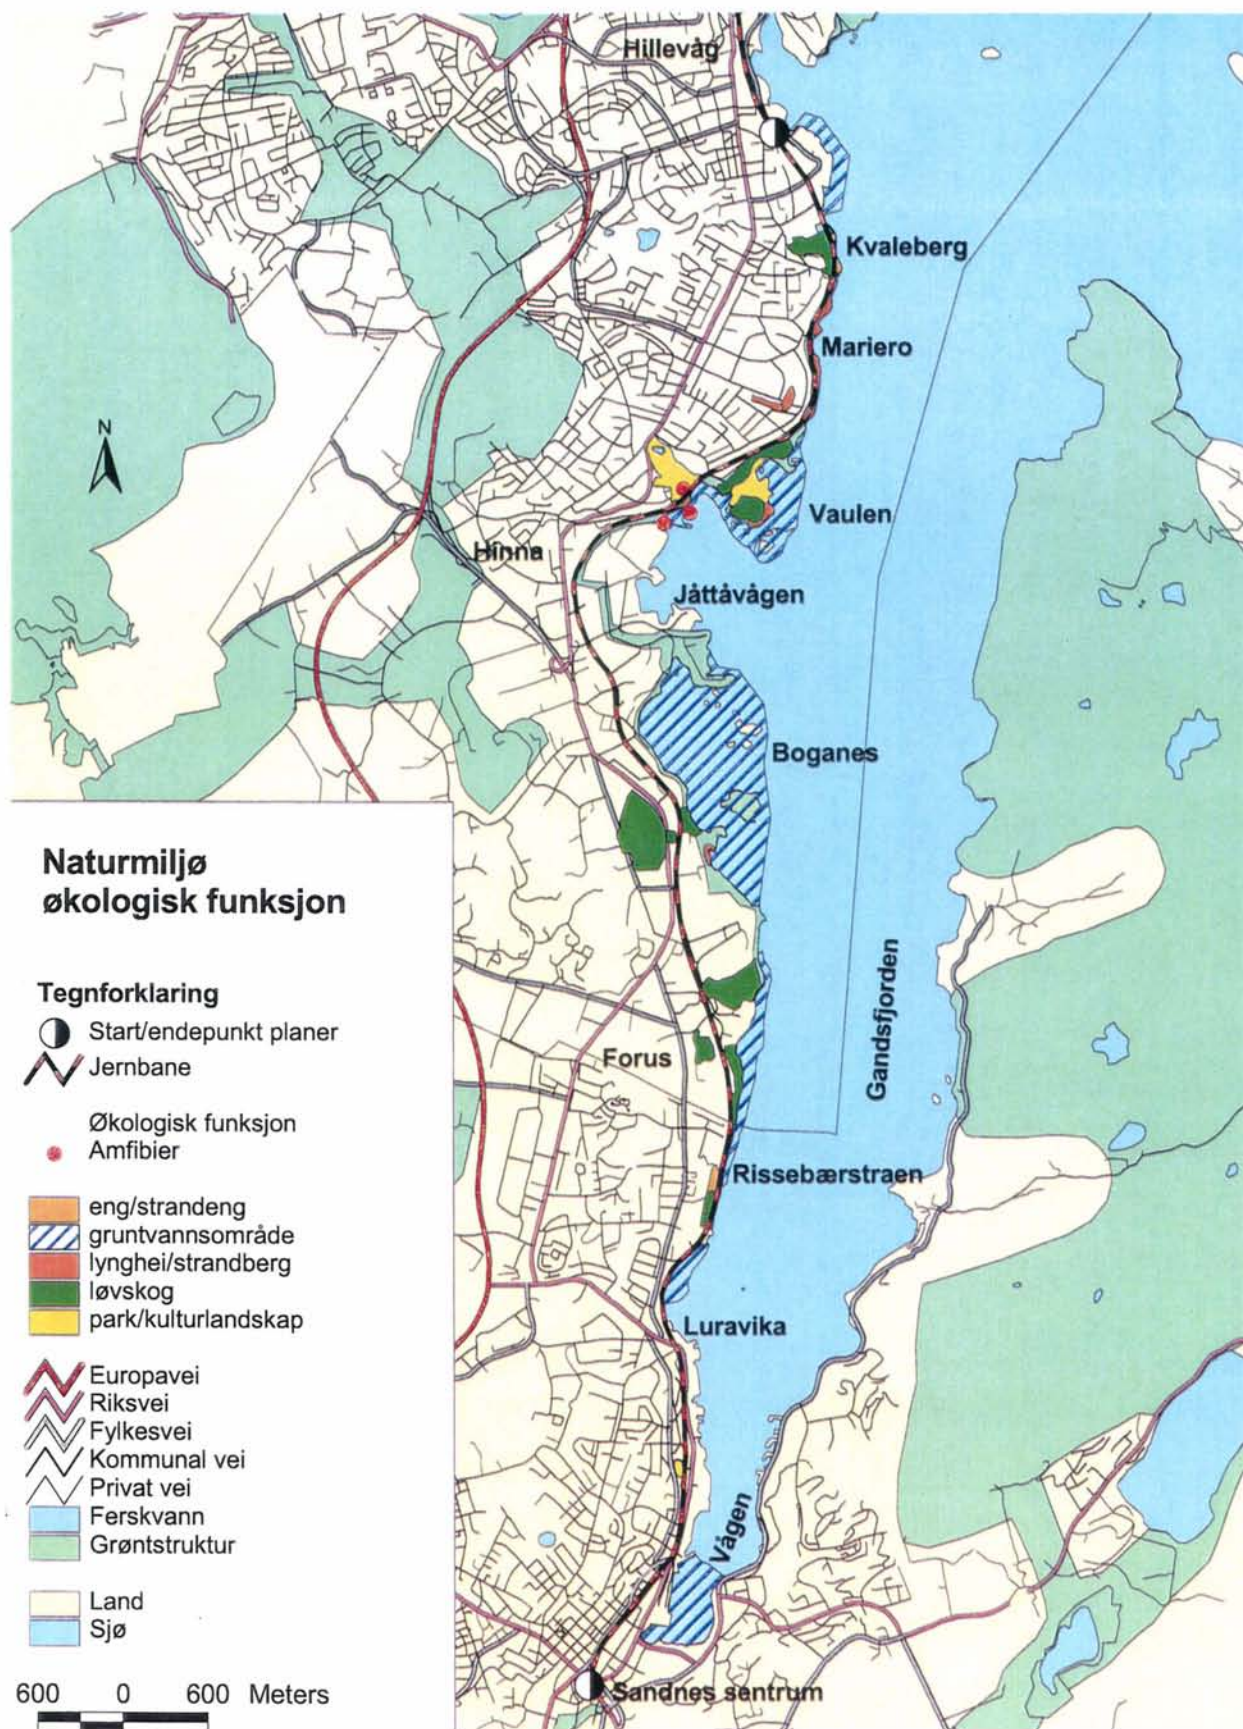 Hillevåg
Kvaleberg
Mariero
N
Vaulen
Hinna
Jåttåvågen
Boganes
Naturmiljø
økologisk funksjon
Gandsfjorden
Tegnforklaring
Start/endepunkt planer
Jernbane
Forus
Økologisk funksjon
Amfibier
Rissebærstraen
eng/strandeng
gruntvannsområde
lynghei/strandberg
løvskog
park/kulturlandskap
Luravika
Europavei
Riksvei
Fylkesvei
Kommunal vei
Privat vei
Ferskvann
Grøntstruktur
Vågen
Land
Sjø
600 0 600 Meters
Sandnes sentrum